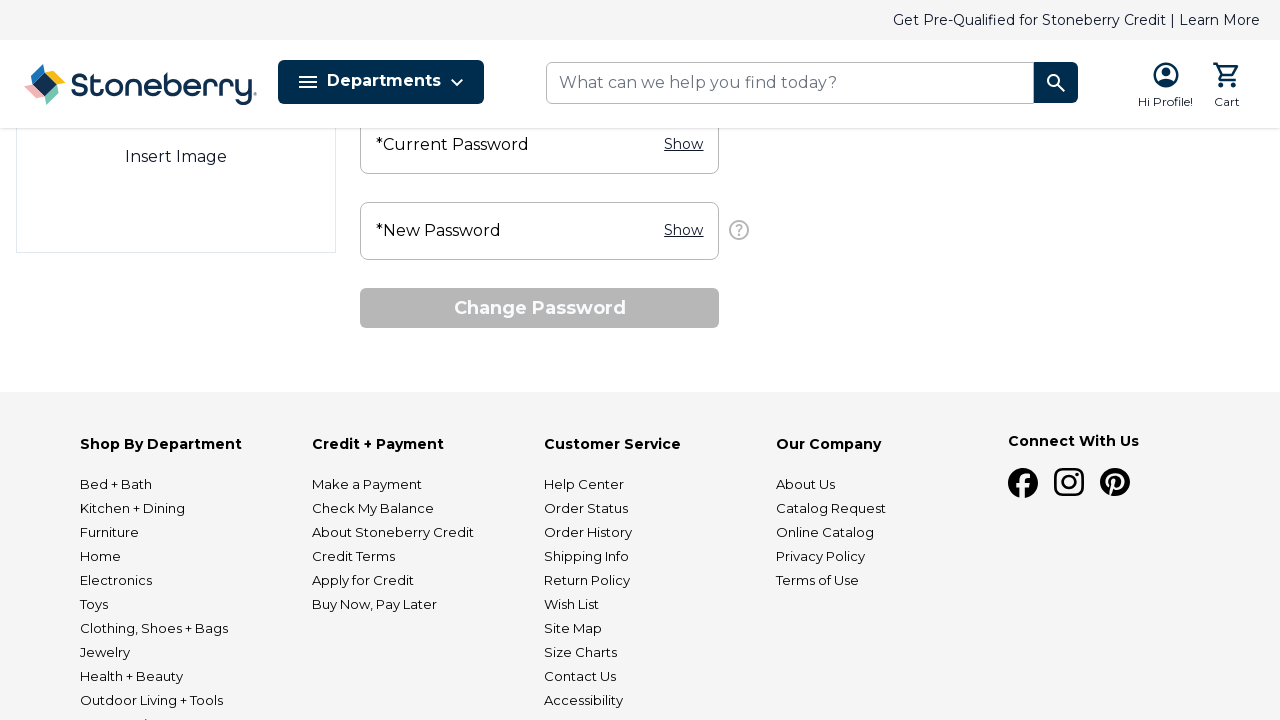 Get Pre-Qualified for Stoneberry Credit | Learn More
Stoneberry
Departments
What can we help you find today?
Hi Profile!
Cart
Insert Image
*Current Password
Show
*New Password
Show
Change Password
Shop By Department
Bed + Bath
Kitchen + Dining
Furniture
Home
Electronics
Toys
Clothing, Shoes + Bags
Jewelry
Health + Beauty
Outdoor Living + Tools
Credit + Payment
Make a Payment
Check My Balance
About Stoneberry Credit
Credit Terms
Apply for Credit
Buy Now, Pay Later
Customer Service
Help Center
Order Status
Order History
Shipping Info
Return Policy
Wish List
Site Map
Size Charts
Contact Us
Accessibility
Our Company
About Us
Catalog Request
Online Catalog
Privacy Policy
Terms of Use
Connect With Us